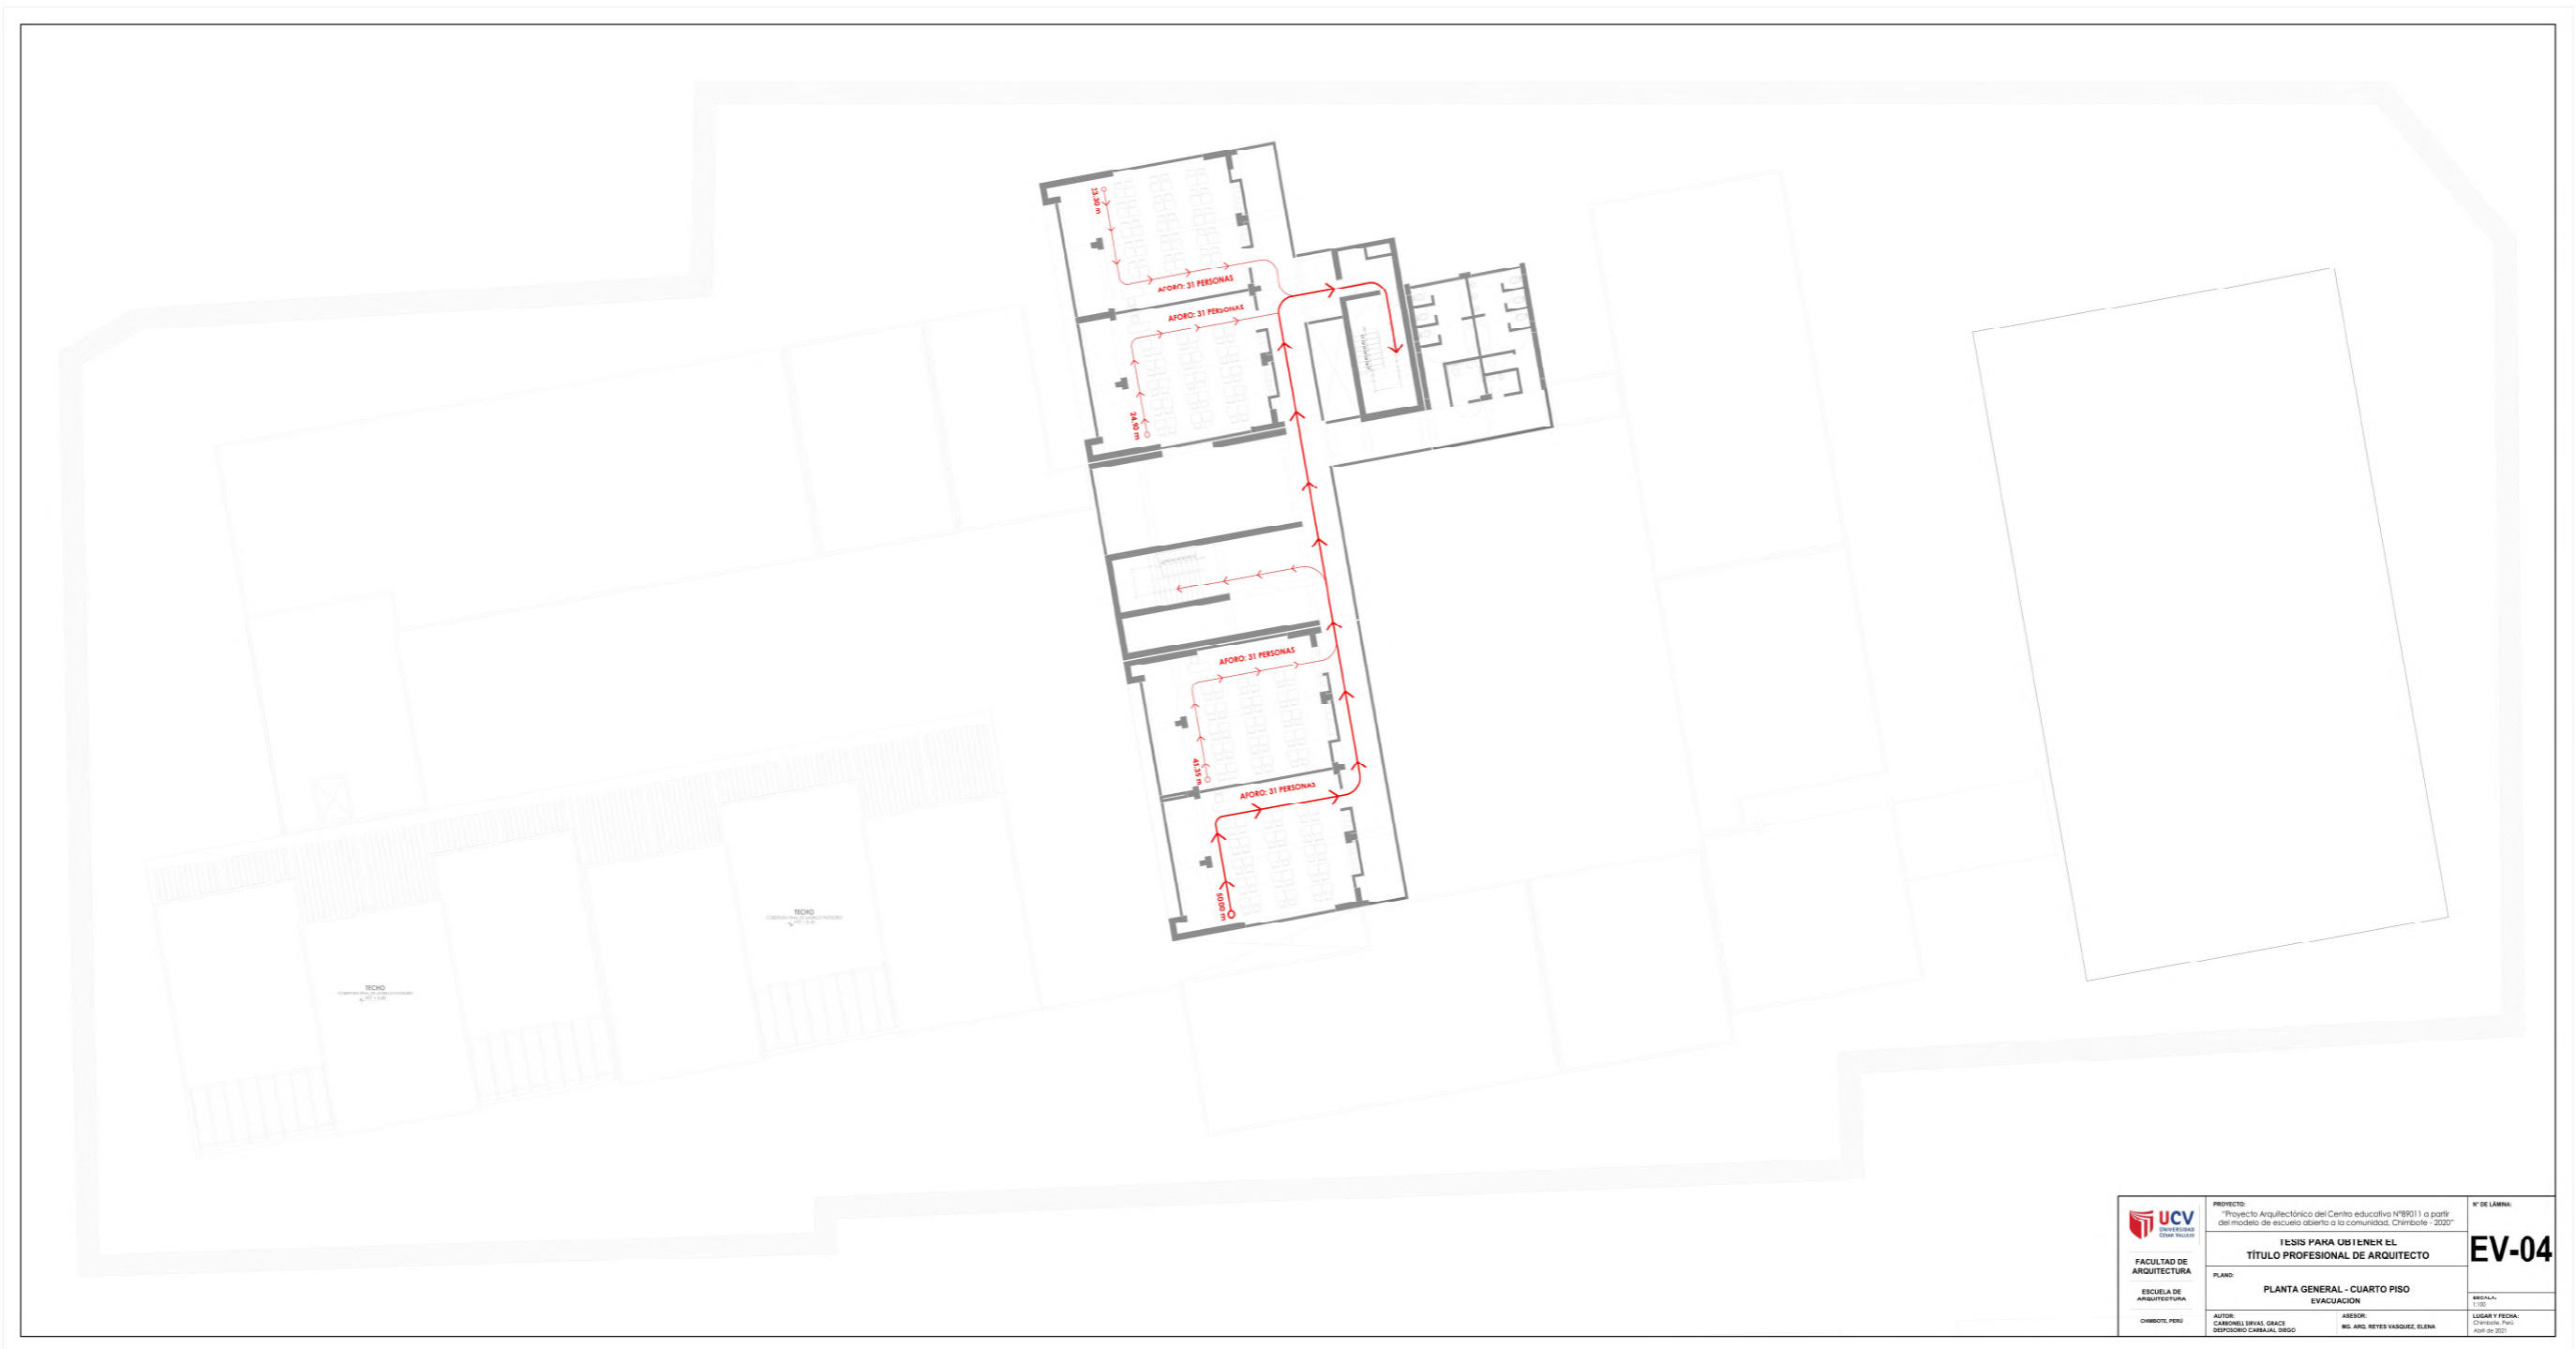 23.30 m
AFORO: 31 PERSONAS
AFORO: 31 PERSONAS
24.90 m
AFORO: 31 PERSONAS
41.35 m
AFORO: 31 PERSONAS
50.00 m
TECHO
TECHO
UCV
UNIVERSIDAD
CÉSAR VALLEJO
FACULTAD DE
ARQUITECTURA
ESCUELA DE
ARQUITECTURA
CHIMBOTE, PERÚ
PROYECTO:
"Proyecto Arquitectónico del Centro educativo N°89011 a partir
del modelo de escuela abierta a la comunidad, Chimbote - 2020"
TESIS PARA OBTENER EL
TÍTULO PROFESIONAL DE ARQUITECTO
PLANO:
PLANTA GENERAL - CUARTO PISO
EVACUACION
AUTOR:
CARBONELL SIRVAS, GRACE
DESPOSORIO CARBAJAL, DIEGO
ASESOR:
MG. ARQ. REYES VASQUEZ, ELENA
N° DE LÁMINA:
EV-04
ESCALA:
1:100
LUGAR Y FECHA:
Chimbote, Perú
Abril de 2021